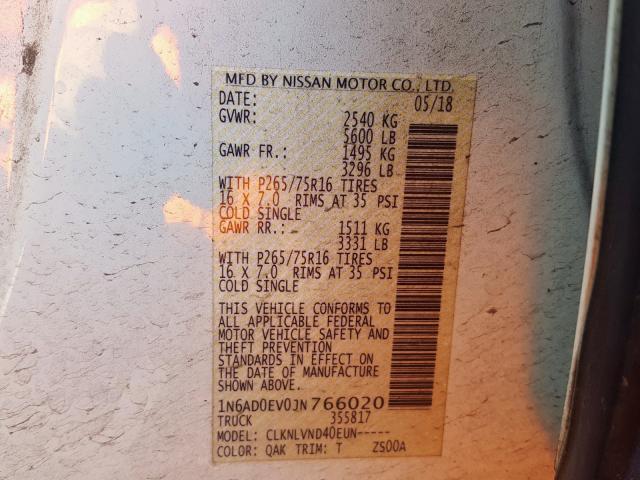 MFD BY NISSAN MOTOR CO., LTD.
DATE: 05/18
GVWR: 2540 KG
5600 LB
GAWR FR.: 1495 KG
3296 LB
WITH P265/75R16 TIRES
16 X 7.0 RIMS AT 35 PSI
COLD SINGLE
GAWR RR.: 1511 KG
3331 LB
WITH P265/75R16 TIRES
16 X 7.0 RIMS AT 35 PSI
COLD SINGLE
THIS VEHICLE CONFORMS TO
ALL APPLICABLE FEDERAL
MOTOR VEHICLE SAFETY AND
THEFT PREVENTION
STANDARDS IN EFFECT ON
THE DATE OF MANUFACTURE
SHOWN ABOVE.
1N6AD0EV0JN766020
TRUCK 355817
MODEL: CLKNLVND40EUN-----
COLOR: QAK TRIM: T ZS00A